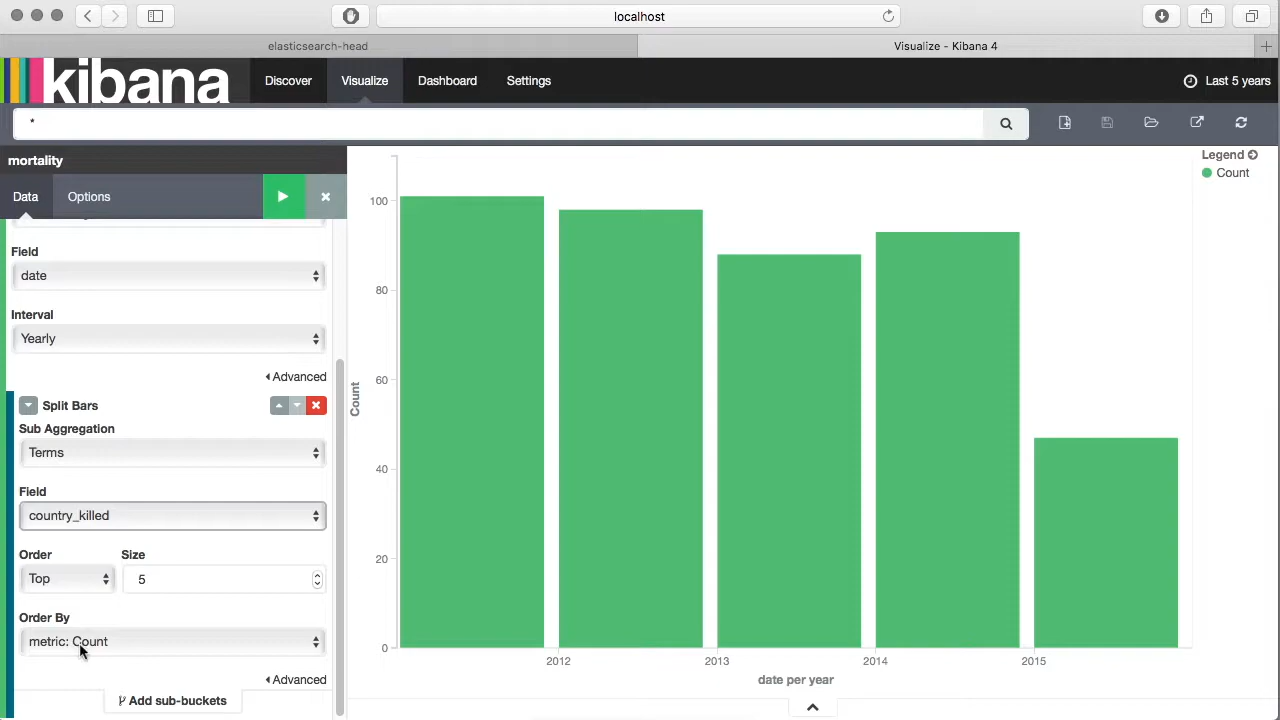 localhost
elasticsearch-head
Visualize - Kibana 4
kibana
Discover
Visualize
Dashboard
Settings
Last 5 years
*
mortality
Data
Options
Field
date
Interval
Yearly
Advanced
Split Bars
Sub Aggregation
Terms
Field
country_killed
Order
Size
Top
5
Order By
metric: Count
Advanced
Add sub-buckets
Legend
Count
100
80
60
40
20
0
Count
2012
2013
2014
2015
date per year